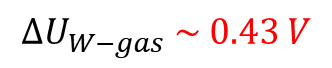 ΔU_{W-gas} ~ 0.43 V